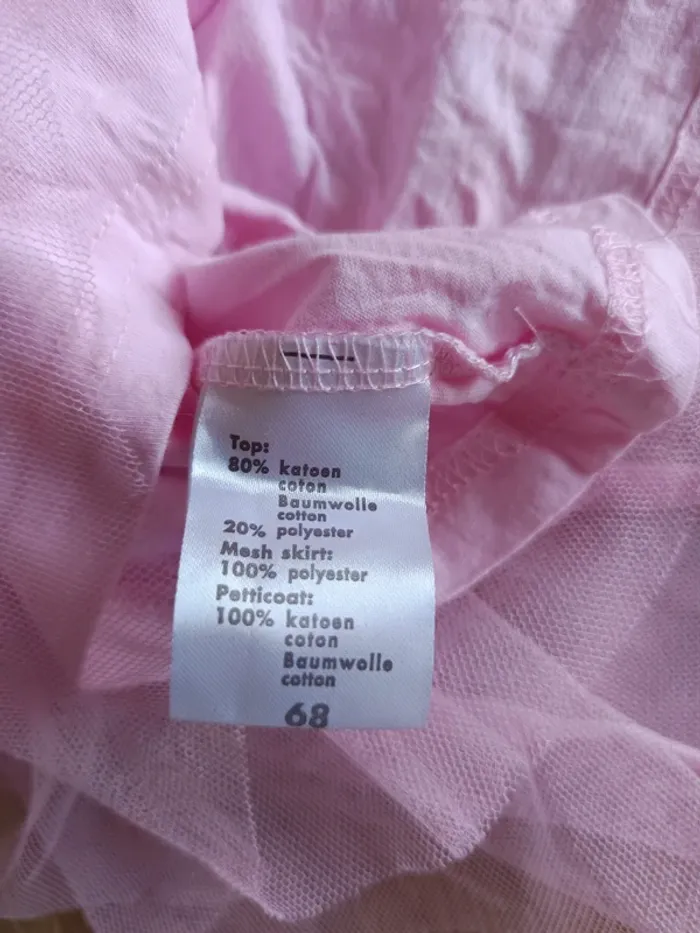 Top:
80% katoen
coton
Baumwolle
cotton
20% polyester
Mesh skirt:
100% polyester
Petticoat:
100% katoen
coton
Baumwolle
cotton
68